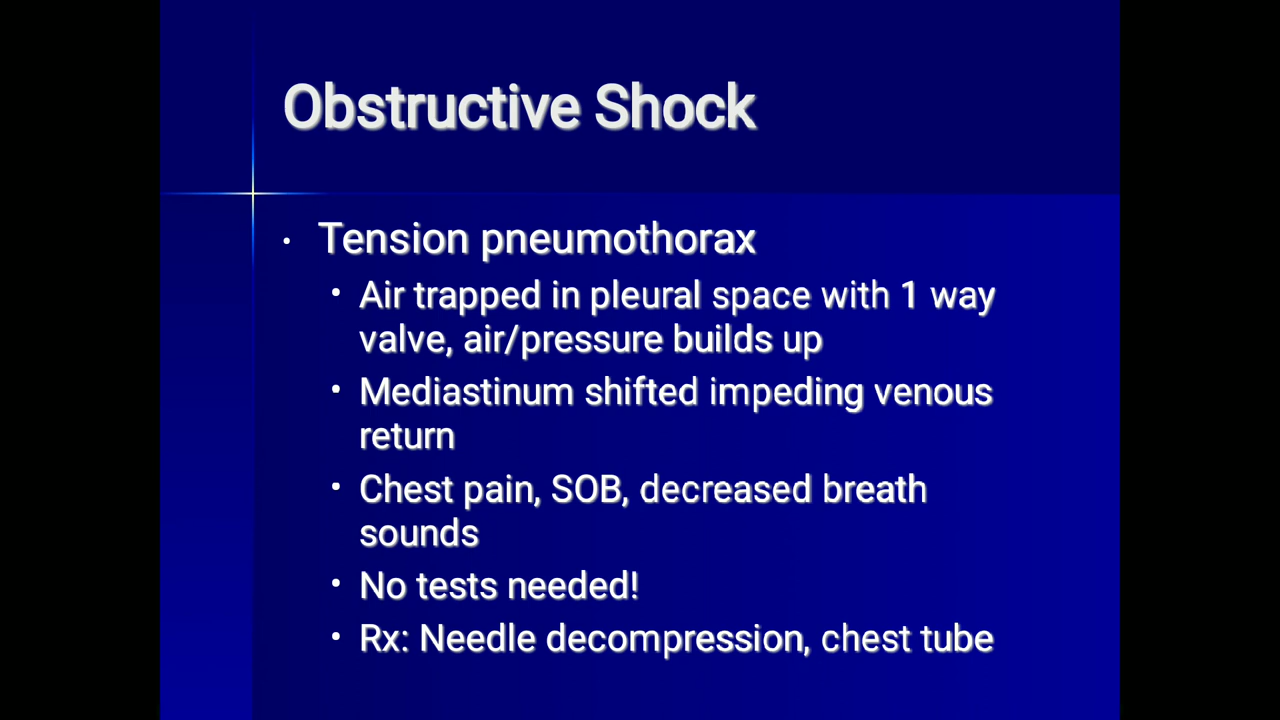 Obstructive Shock
• Tension pneumothorax
• Air trapped in pleural space with 1 way
valve, air/pressure builds up
• Mediastinum shifted impeding venous
return
• Chest pain, SOB, decreased breath
sounds
• No tests needed!
• Rx: Needle decompression, chest tube